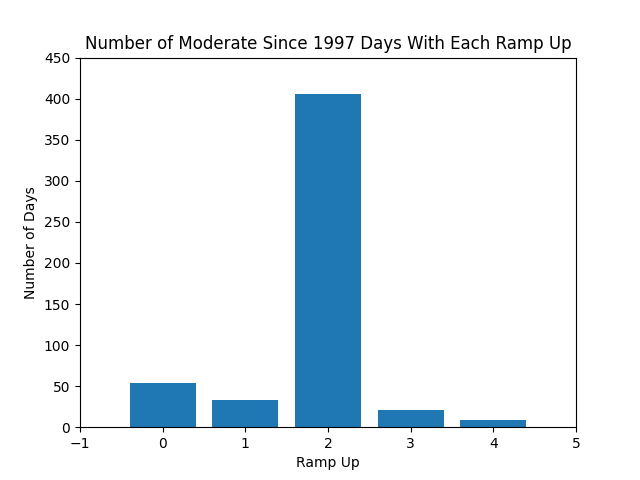 Number of Moderate Since 1997 Days With Each Ramp Up
450
400
350
300
250
200
150
100
50
0
Number of Days
−1 0 1 2 3 4 5
Ramp Up